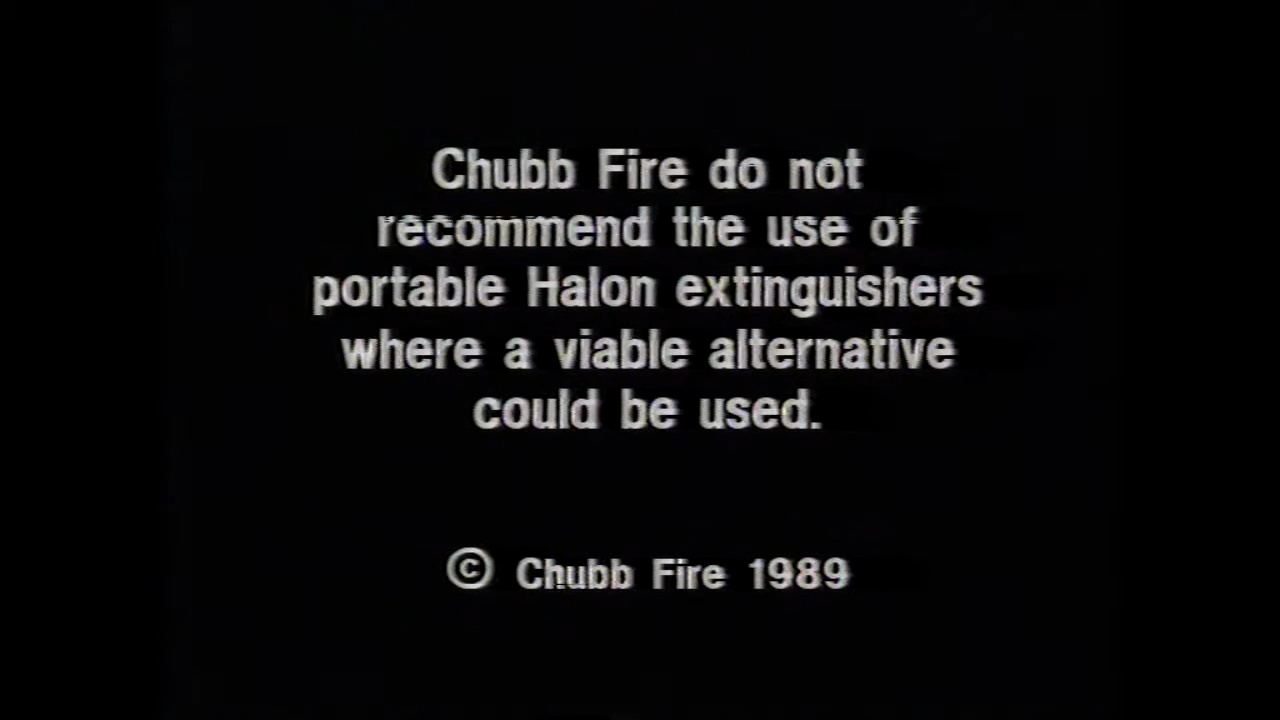 Chubb Fire do not
recommend the use of
portable Halon extinguishers
where a viable alternative
could be used.
© Chubb Fire 1989